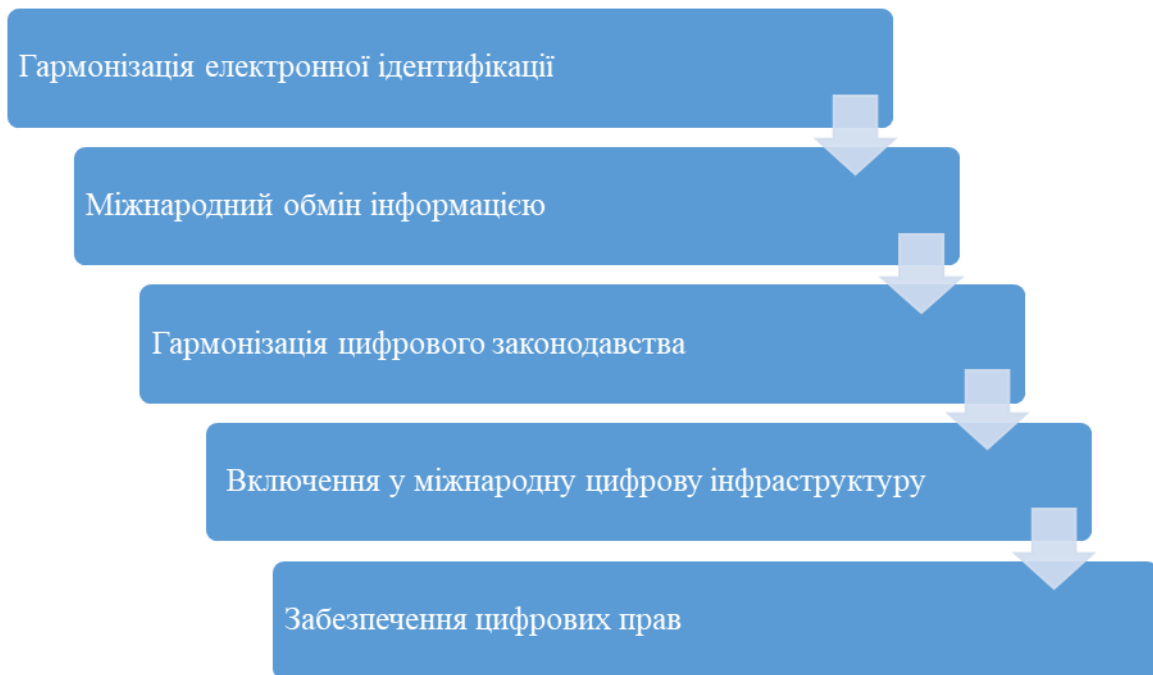 Гармонізація електронної ідентифікації
Міжнародний обмін інформацією
Гармонізація цифрового законодавства
Включення у міжнародну цифрову інфраструктуру
Забезпечення цифрових прав